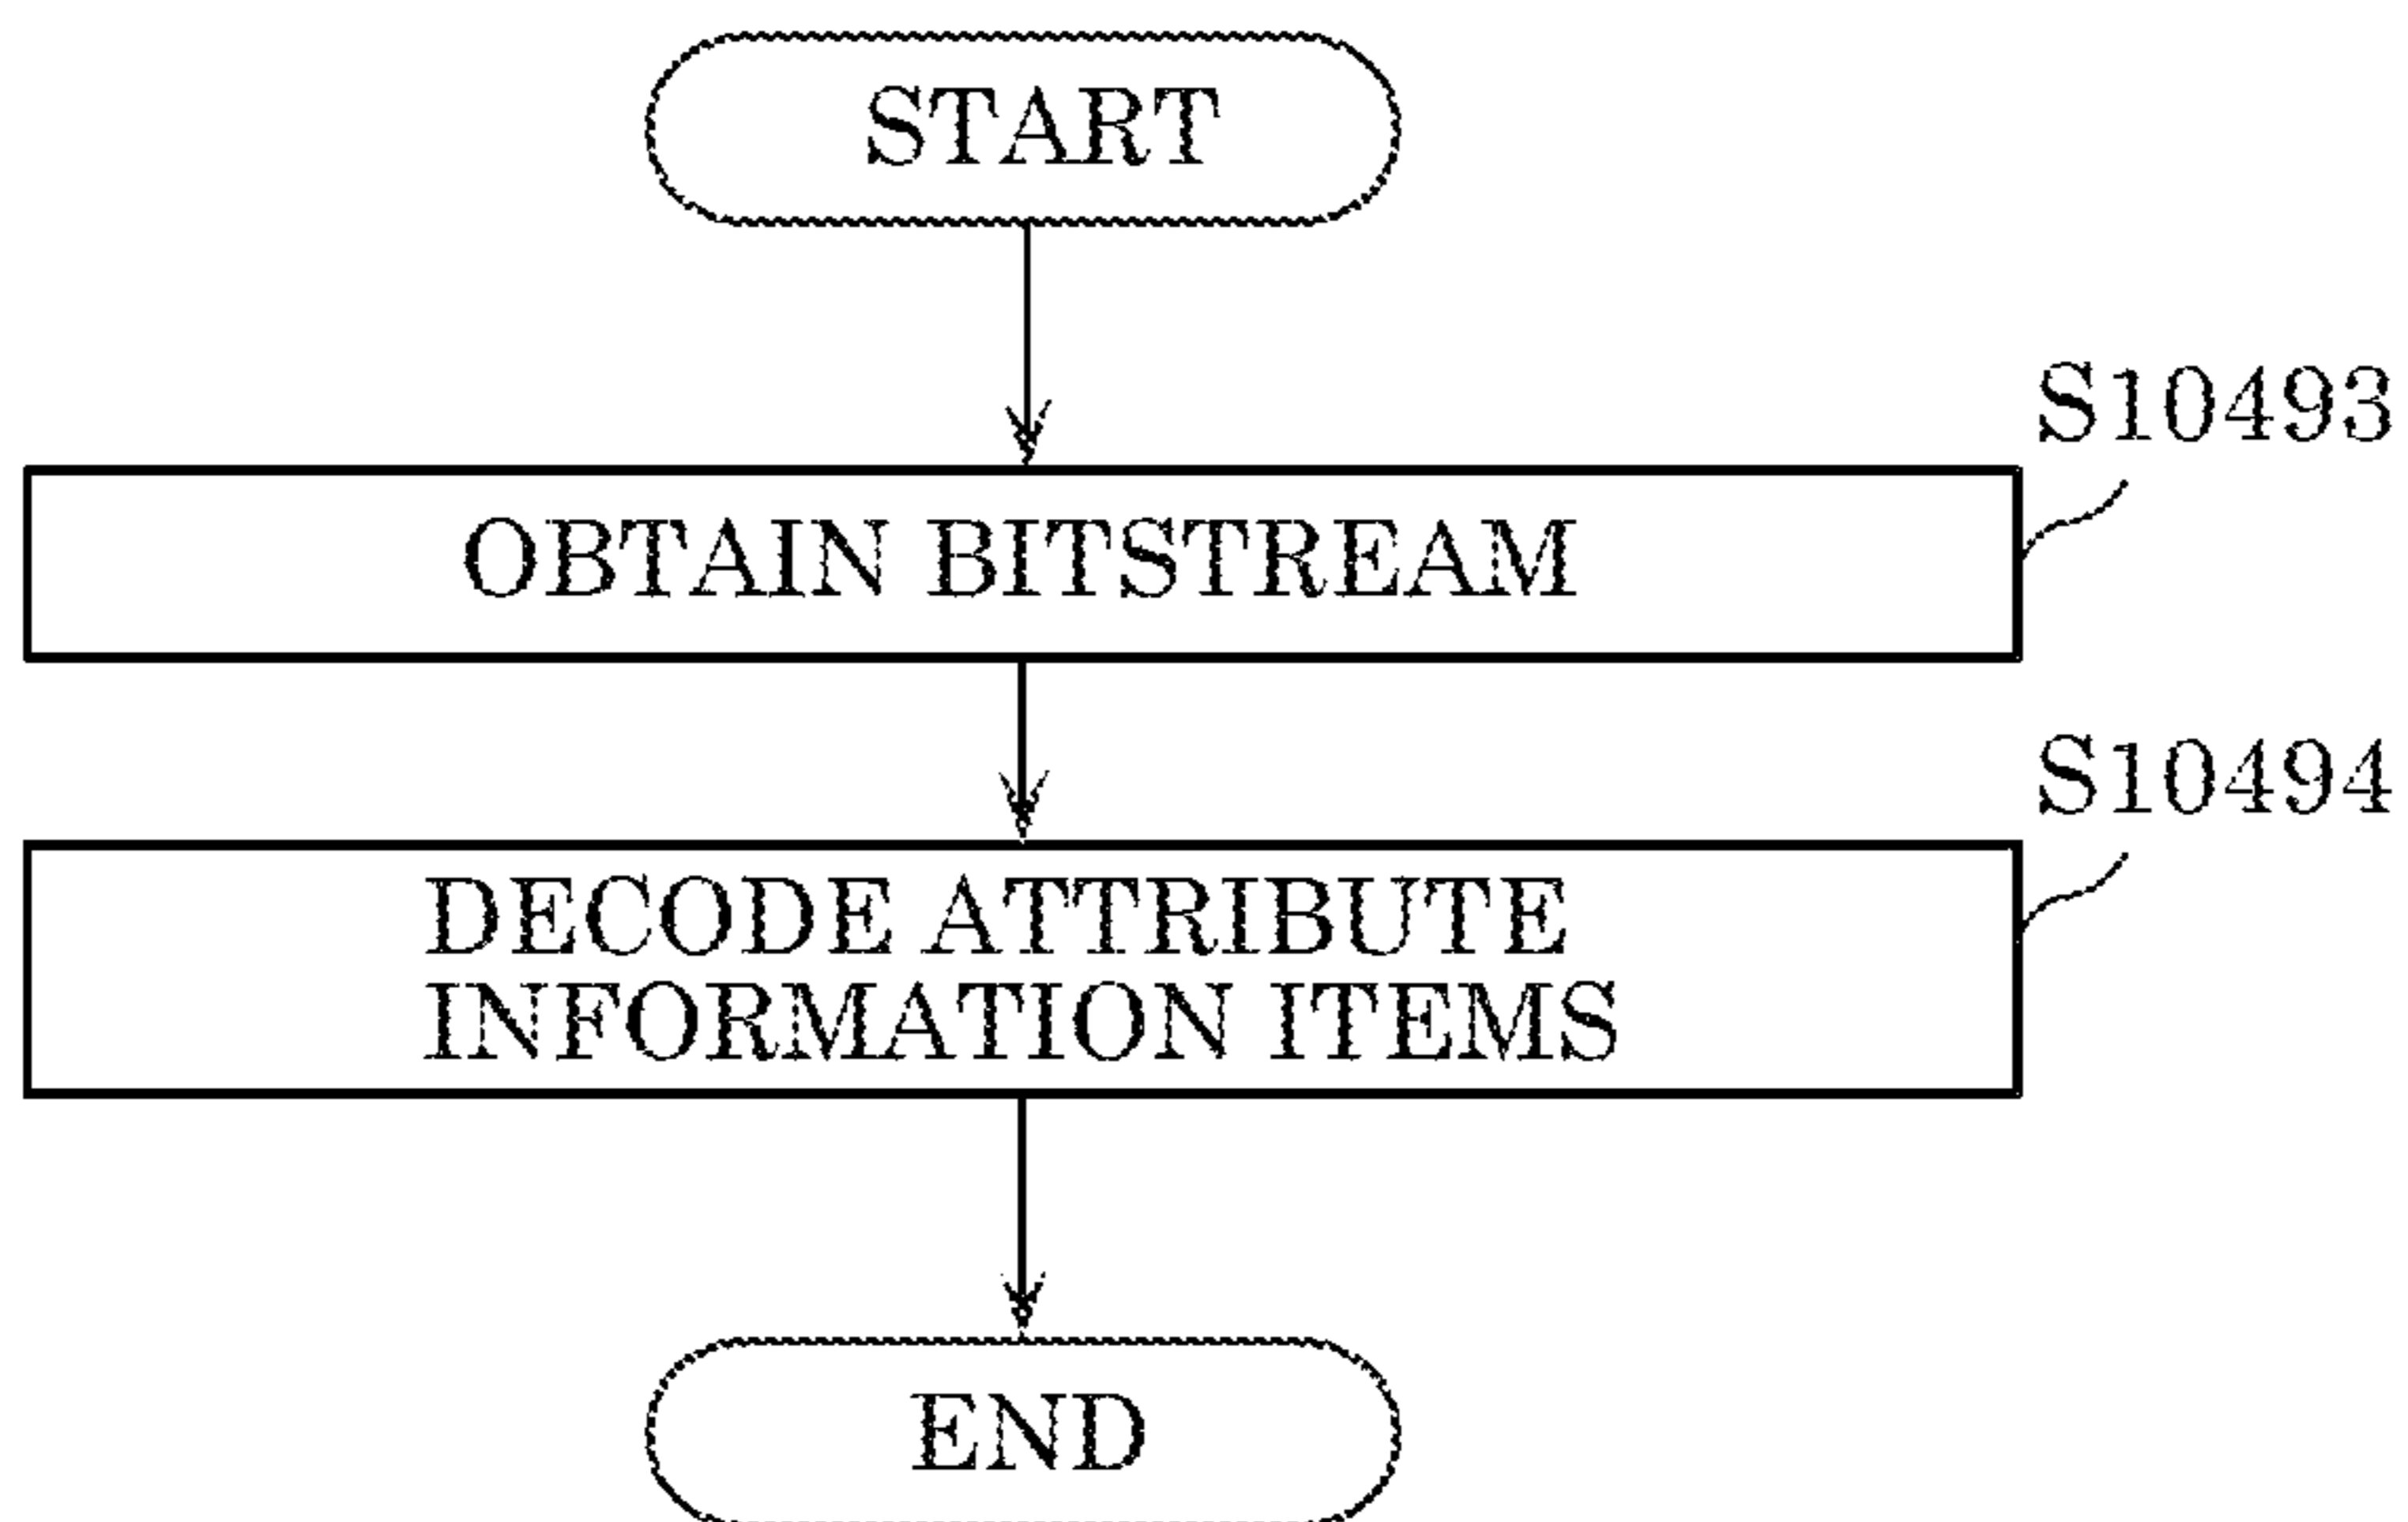 START
S10493
OBTAIN BITSTREAM
S10494
DECODE ATTRIBUTE
INFORMATION ITEMS
END